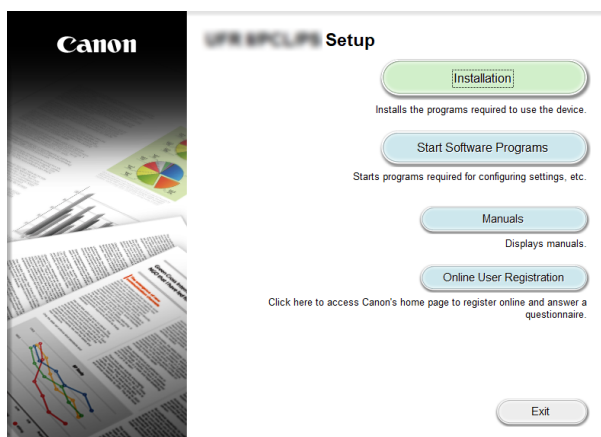 Canon
Setup
Installation
Installs the programs required to use the device.
Start Software Programs
Starts programs required for configuring settings, etc.
Manuals
Displays manuals.
Online User Registration
Click here to access Canon's home page to register online and answer a
questionnaire.
Exit